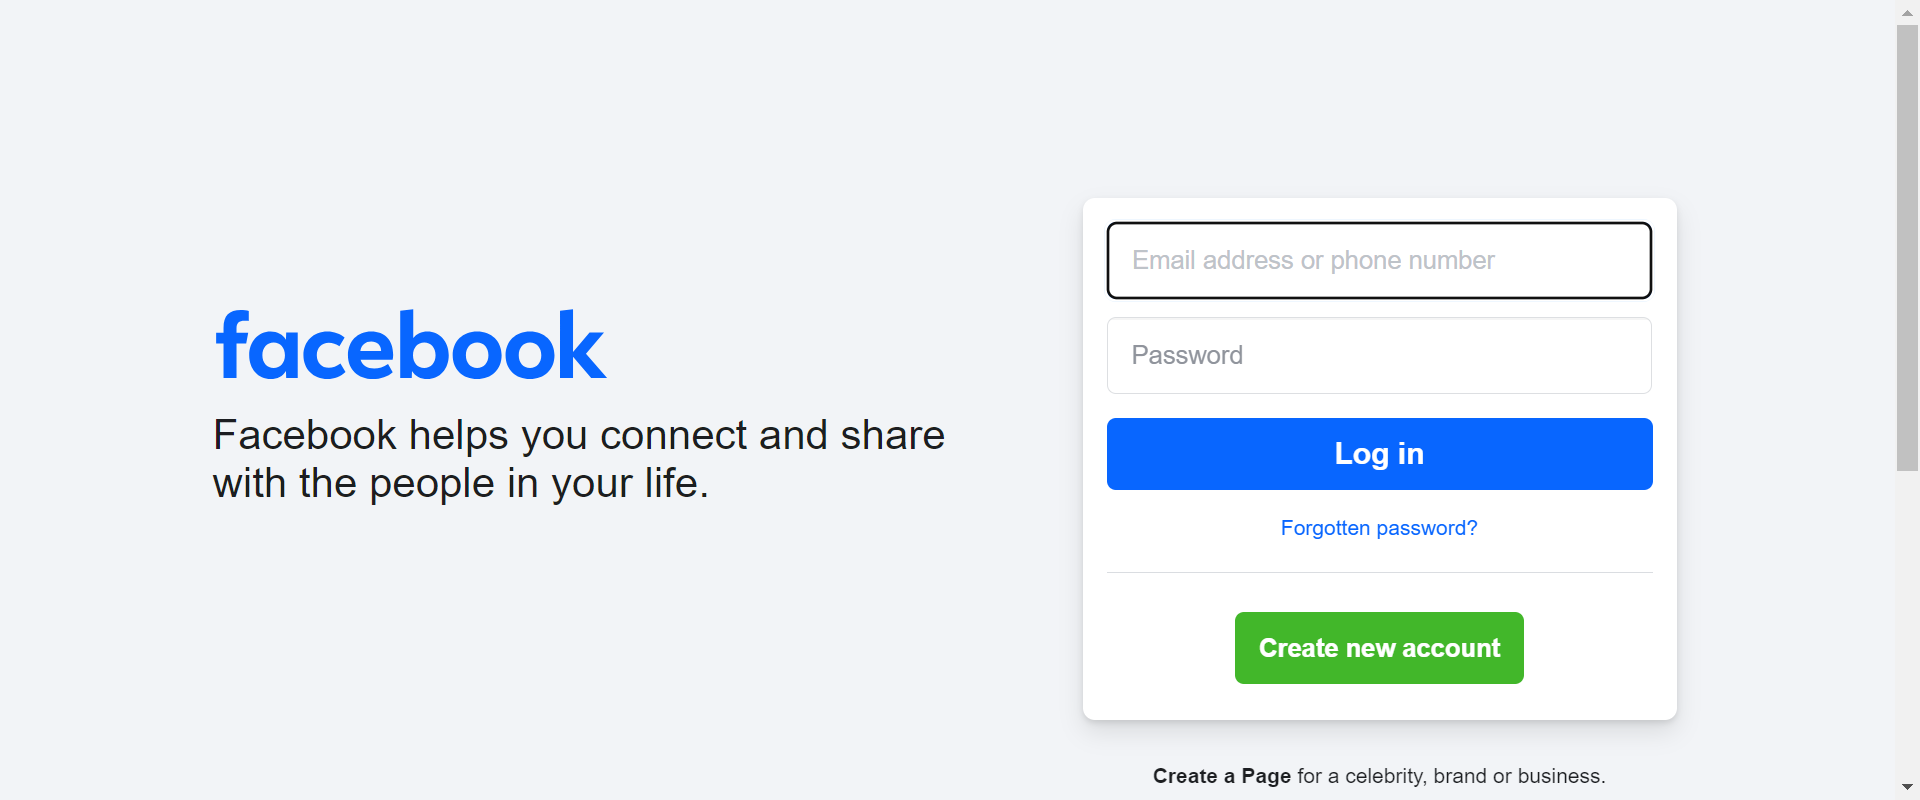 facebook
Facebook helps you connect and share
with the people in your life.
Email address or phone number
Password
Log in
Forgotten password?
Create new account
Create a Page for a celebrity, brand or business.